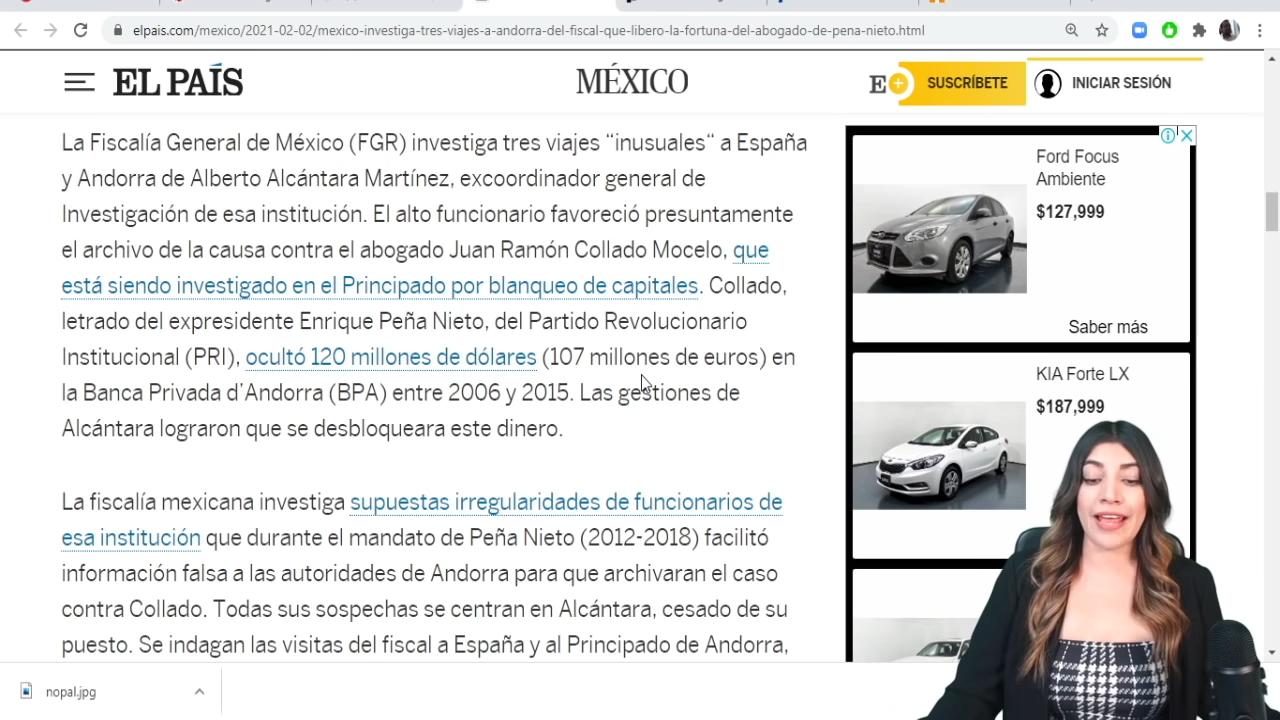 elpais.com/mexico/2021-02-02/mexico-investiga-tres-viajes-a-andorra-del-fiscal-que-libero-la-fortuna-del-abogado-de-pena-nieto.html
EL PAÍS
MÉXICO
E+
SUSCRÍBETE
INICIAR SESIÓN
La Fiscalía General de México (FGR) investiga tres viajes “inusuales“ a España
y Andorra de Alberto Alcántara Martínez, excoordinador general de
Investigación de esa institución. El alto funcionario favoreció presuntamente
el archivo de la causa contra el abogado Juan Ramón Collado Mocelo, que
está siendo investigado en el Principado por blanqueo de capitales. Collado,
letrado del expresidente Enrique Peña Nieto, del Partido Revolucionario
Institucional (PRI), ocultó 120 millones de dólares (107 millones de euros) en
la Banca Privada d’Andorra (BPA) entre 2006 y 2015. Las gestiones de
Alcántara lograron que se desbloqueara este dinero.
La fiscalía mexicana investiga supuestas irregularidades de funcionarios de
esa institución que durante el mandato de Peña Nieto (2012-2018) facilitó
información falsa a las autoridades de Andorra para que archivaran el caso
contra Collado. Todas sus sospechas se centran en Alcántara, cesado de su
puesto. Se indagan las visitas del fiscal a España y al Principado de Andorra,
Ford Focus
Ambiente
$127,999
Saber más
KIA Forte LX
$187,999
nopal.jpg